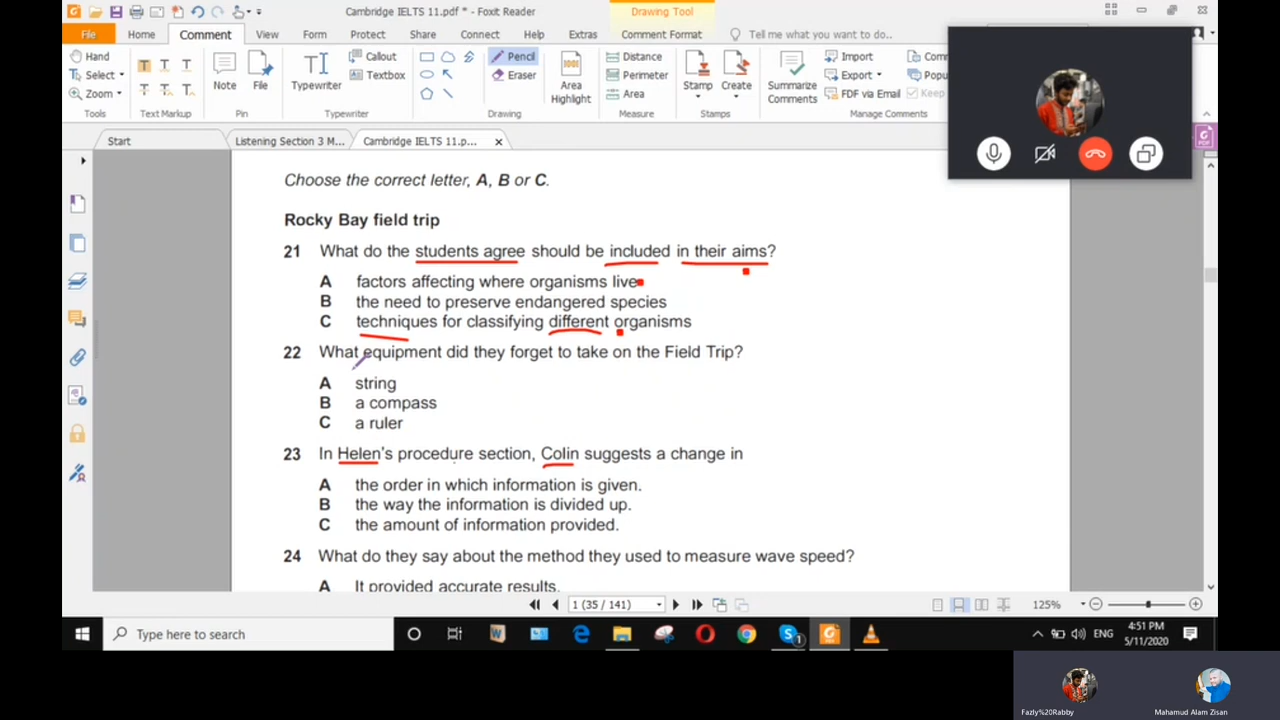 Cambridge IELTS 11.pdf * - Foxit Reader
Drawing Tool
File Home Comment View Form Protect Share Connect Help Extras Comment Format Tell me what you want to do..
Hand
Select
Zoom
Tools
Text Markup
Note
File
Pin
Typewriter
Callout
Textbox
Typewriter
Pencil
Eraser
Drawing
Area
Highlight
Distance
Perimeter
Area
Measure
Stamp
Create
Stamps
Summarize
Comments
Import
Export
FDF via Email
Com
Popu
Keep
Manage Comments
Start
Listening Section 3 M...
Cambridge IELTS 11.p...
Choose the correct letter, A, B or C.
Rocky Bay field trip
21 What do the students agree should be included in their aims?
A factors affecting where organisms live
B the need to preserve endangered species
C techniques for classifying different organisms
22 What equipment did they forget to take on the Field Trip?
A string
B a compass
C a ruler
23 In Helen's procedure section, Colin suggests a change in
A the order in which information is given.
B the way the information is divided up.
C the amount of information provided.
24 What do they say about the method they used to measure wave speed?
A It provided accurate results.
1 (35 / 141)
125%
Type here to search
1
ENG
4:51 PM
5/11/2020
Fazly%20Rabby
Mahamud Alam Zisan